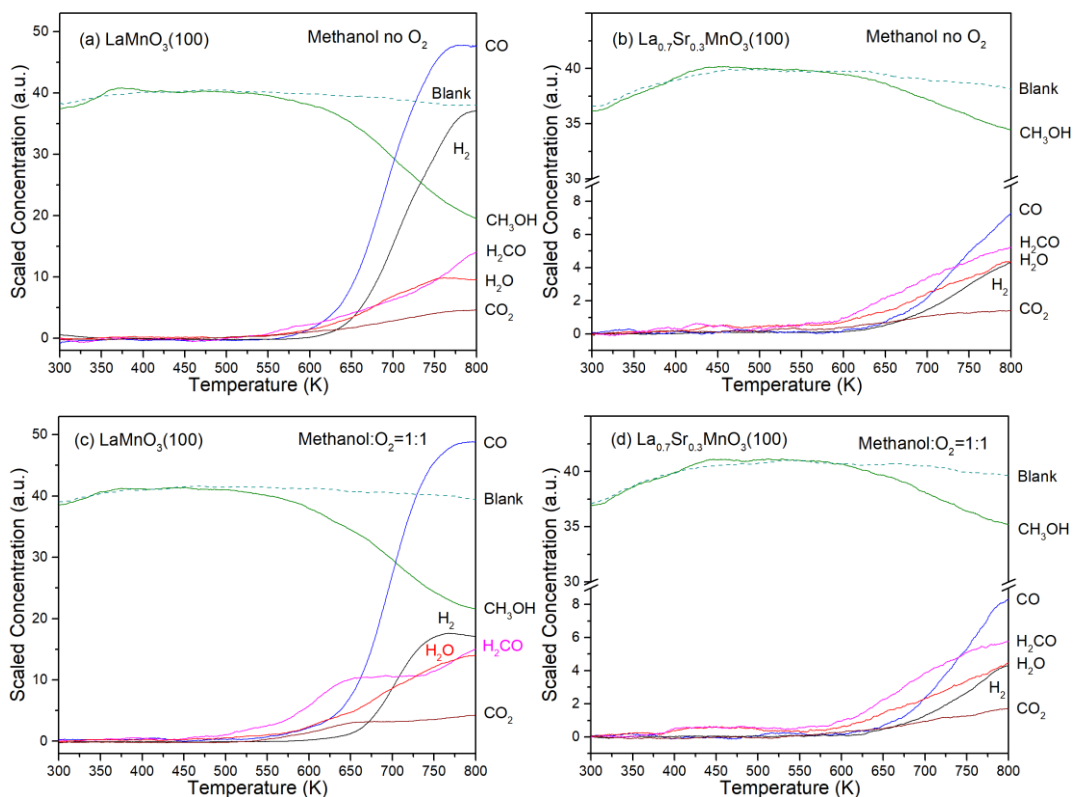 (a) LaMnO₃(100) Methanol no O₂
CO
Blank
H₂
CH₃OH
H₂CO
H₂O
CO₂
Scaled Concentration (a.u.)
50
40
30
20
10
0
300 350 400 450 500 550 600 650 700 750 800
Temperature (K)
(b) La₀.₇Sr₀.₃MnO₃(100) Methanol no O₂
Blank
CH₃OH
CO
H₂CO
H₂O
H₂
CO₂
Scaled Concentration (a.u.)
40
35
30
8
6
4
2
0
300 350 400 450 500 550 600 650 700 750 800
Temperature (K)
(c) LaMnO₃(100) Methanol:O₂=1:1
CO
Blank
CH₃OH
H₂
H₂CO
H₂O
CO₂
Scaled Concentration (a.u.)
50
40
30
20
10
0
300 350 400 450 500 550 600 650 700 750 800
Temperature (K)
(d) La₀.₇Sr₀.₃MnO₃(100) Methanol:O₂=1:1
Blank
CH₃OH
CO
H₂CO
H₂O
H₂
CO₂
Scaled Concentration (a.u.)
40
35
30
8
6
4
2
0
300 350 400 450 500 550 600 650 700 750 800
Temperature (K)